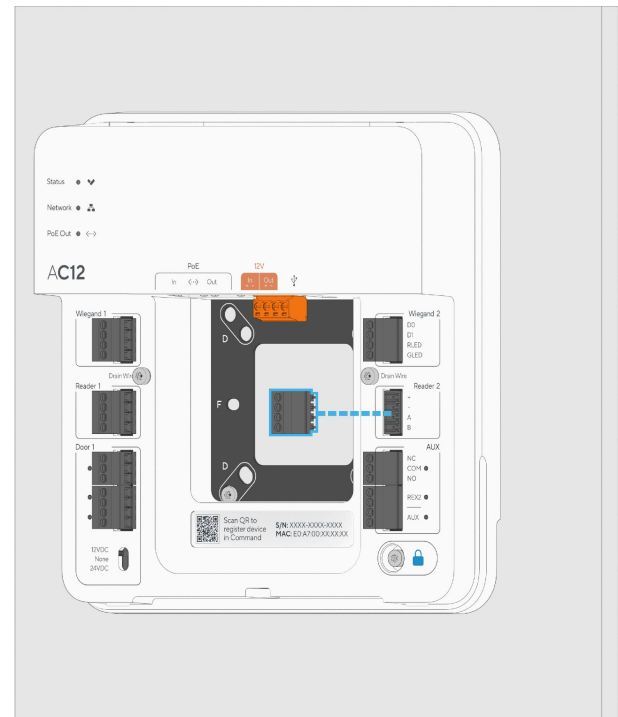 Status
Network
PoE Out <··>
AC12
PoE
In <··> Out
12V
In Out
+ - + -
Wiegand 1
Wiegand 2
D0
D1
RLED
GLED
Drain Wire
Drain Wire
Reader 1
Reader 2
+
-
A
B
Door 1
AUX
NC
COM
NO
REX2
AUX
D
F
D
Scan QR to
register device
in Command
S/N: XXXX-XXXX-XXXX
MAC: E0:A7:00:XX:XX:XX
12VDC
None
24VDC